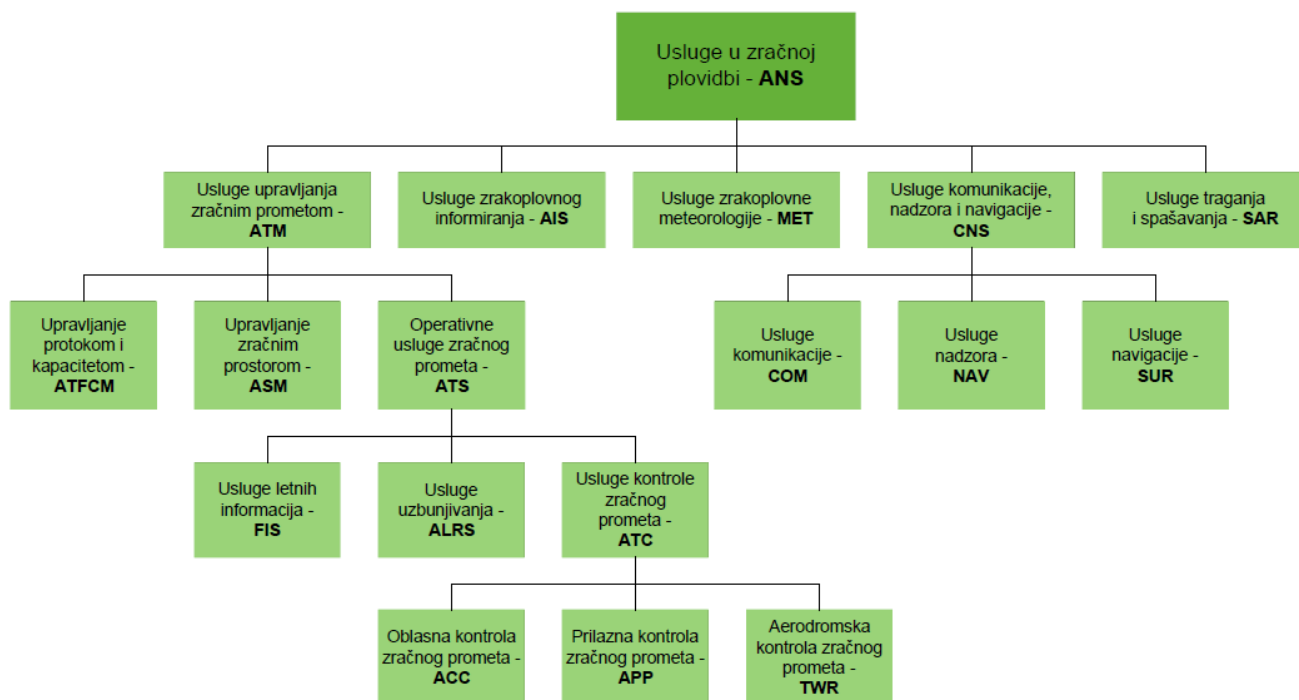 Usluge u zračnoj
plovidbi - ANS
Usluge upravljanja
zračnim prometom -
ATM
Usluge zrakoplovnog
informiranja - AIS
Usluge zrakoplovne
meteorologije - MET
Usluge komunikacije,
nadzora i navigacije -
CNS
Usluge traganja
i spašavanja - SAR
Upravljanje
protokom i
kapacitetom -
ATFCM
Upravljanje
zračnim
prostorom -
ASM
Operativne
usluge zračnog
prometa -
ATS
Usluge
komunikacije -
COM
Usluge
nadzora -
NAV
Usluge
navigacije -
SUR
Usluge letnih
informacija -
FIS
Usluge
uzbunjivanja -
ALRS
Usluge kontrole
zračnog
prometa -
ATC
Oblasna kontrola
zračnog prometa -
ACC
Prilazna kontrola
zračnog prometa -
APP
Aerodromska
kontrola zračnog
prometa -
TWR